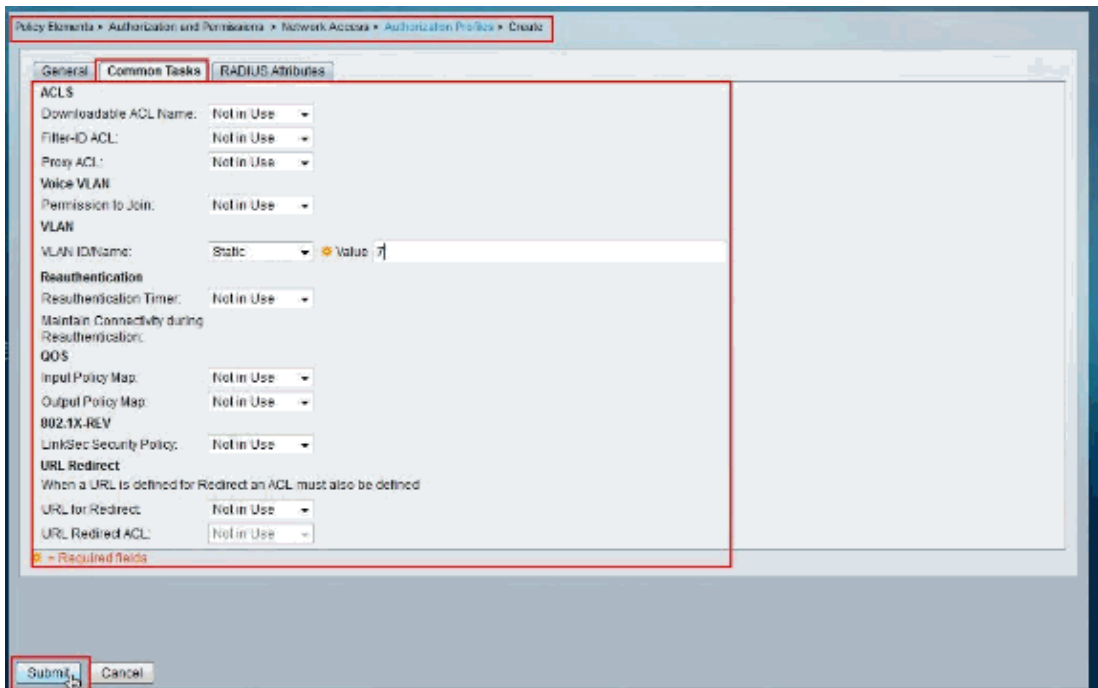 Policy Elements > Authorization and Permissions > Network Access > Authorization Profiles > Create
General Common Tasks RADIUS Attributes
ACLS
Downloadable ACL Name: Not in Use
Filter-ID ACL: Not in Use
Proxy ACL: Not in Use
Voice VLAN
Permission to Join: Not in Use
VLAN
VLAN ID/Name: Static Value 7
Reauthentication
Reauthentication Timer: Not in Use
Maintain Connectivity during
Reauthentication:
QOS
Input Policy Map: Not in Use
Output Policy Map: Not in Use
802.1X-REV
LinkSec Security Policy: Not in Use
URL Redirect
When a URL is defined for Redirect an ACL must also be defined
URL for Redirect: Not in Use
URL Redirect ACL: Not in Use
= Required fields
Submit Cancel